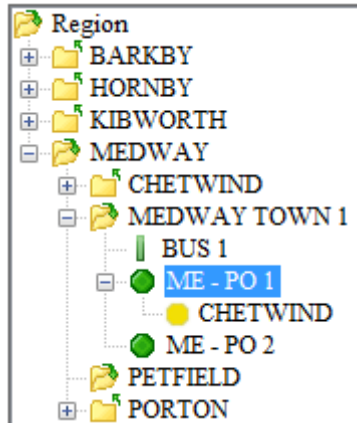 Region
BARKBY
HORNBY
KIBWORTH
MEDWAY
CHETWIND
MEDWAY TOWN 1
BUS 1
ME - PO 1
CHETWIND
ME - PO 2
PETFIELD
PORTON